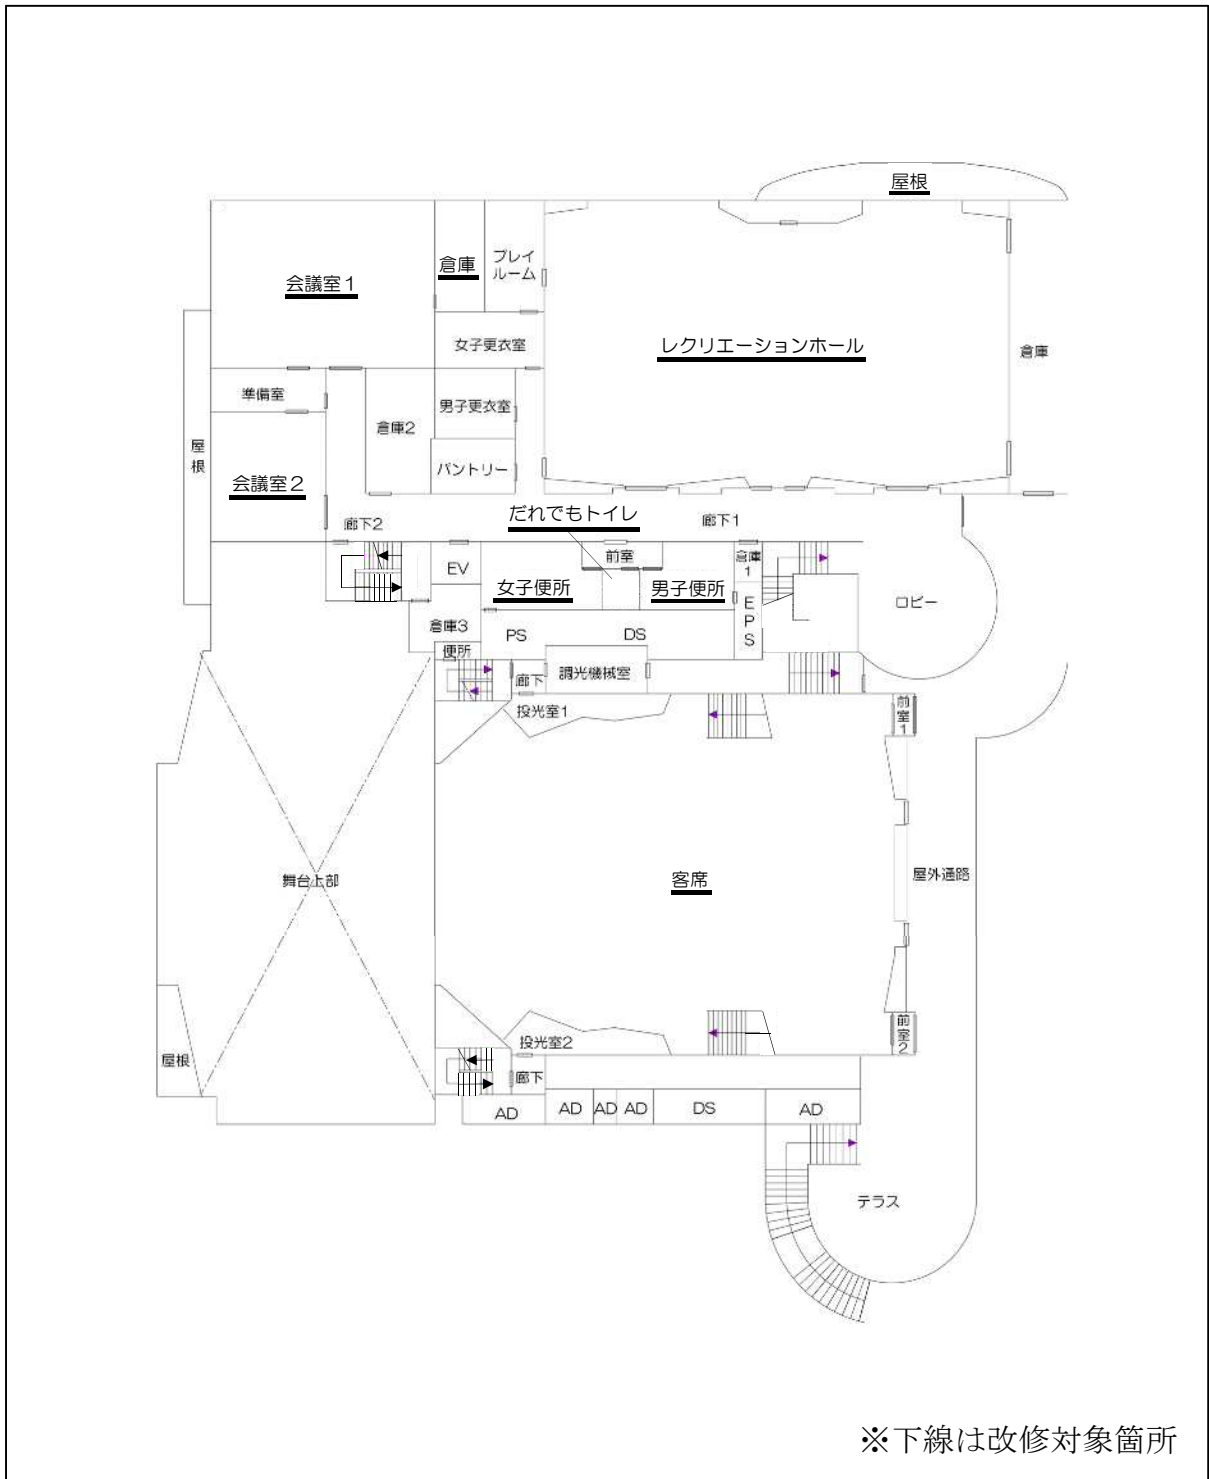 屋根
会議室１
倉庫
プレイ
ルーム
レクリエーションホール
倉庫
女子更衣室
準備室
男子更衣室
倉庫2
屋根
パントリー
会議室２
だれでもトイレ
廊下2
廊下1
前室
倉庫
1
EV
女子便所
男子便所
EPS
ロビー
倉庫3
PS
DS
便所
廊下
調光機械室
投光室1
前室1
舞台上部
客席
屋外通路
投光室2
前室2
屋根
廊下
AD
AD
AD
AD
DS
AD
テラス
※下線は改修対象箇所